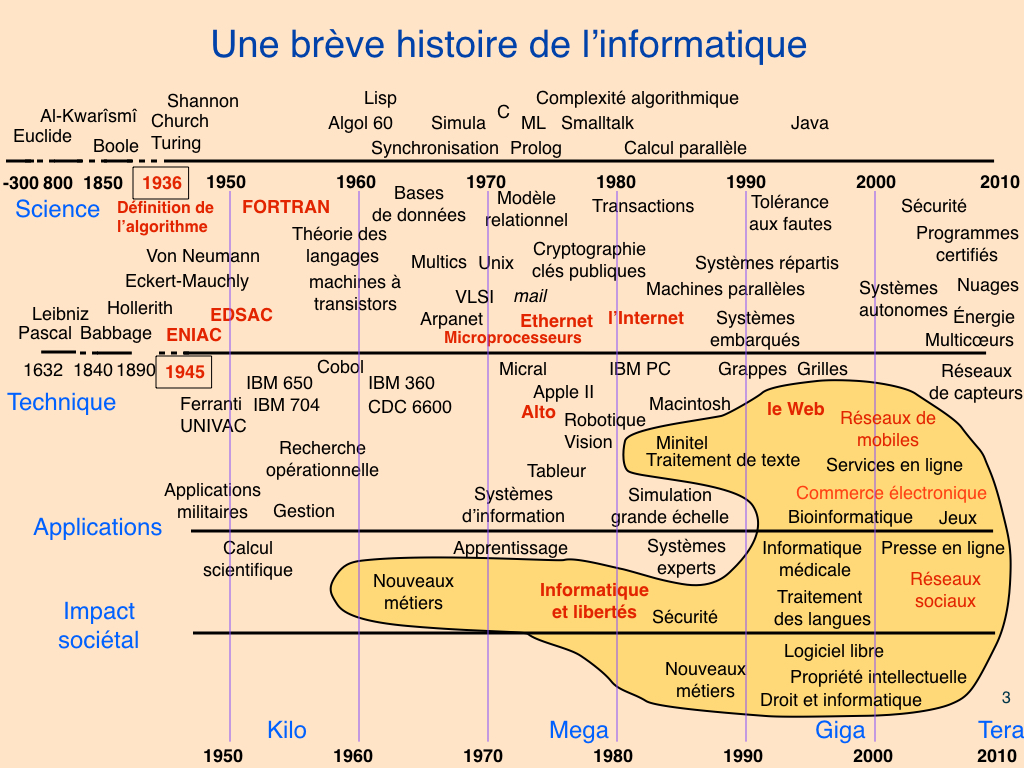 Une brève histoire de l'informatique
Shannon
Lisp
C
Complexité algorithmique
Al-Kwarîsmî
Church
Algol 60
Simula
ML
Smalltalk
Java
Euclide
Boole
Turing
Synchronisation
Prolog
Calcul parallèle
-300 800 1850 1936 1950 1960 1970 1980 1990 2000 2010
Science
Définition de
l'algorithme
FORTRAN
Bases
de données
Modèle
relationnel
Transactions
Tolérance
aux fautes
Sécurité
Théorie des
langages
Programmes
certifiés
Von Neumann
Multics
Unix
Cryptographie
clés publiques
Systèmes répartis
Eckert-Mauchly
machines à
transistors
Machines parallèles
Systèmes
autonomes
Nuages
Leibniz
Hollerith
VLSI
mail
EDSAC
Arpanet
Ethernet
l'Internet
Systèmes
embarqués
Énergie
Pascal
Babbage
ENIAC
Microprocesseurs
Multicœurs
1632 1840 1890 1945
Technique
Cobol
Micral
IBM PC
Grappes
Grilles
Réseaux
de capteurs
IBM 650
IBM 360
Apple II
Ferranti
IBM 704
CDC 6600
Alto
Macintosh
le Web
UNIVAC
Robotique
Vision
Réseaux de
mobiles
Minitel
Recherche
opérationnelle
Traitement de texte
Services en ligne
Tableur
Applications
militaires
Gestion
Systèmes
d'information
Simulation
grande échelle
Commerce électronique
Bioinformatique
Jeux
Applications
Calcul
scientifique
Apprentissage
Systèmes
experts
Informatique
médicale
Presse en ligne
Nouveaux
métiers
Informatique
et libertés
Sécurité
Traitement
des langues
Réseaux
sociaux
Impact
sociétal
Logiciel libre
Nouveaux
métiers
Propriété intellectuelle
Droit et informatique
3
Kilo
Mega
Giga
Tera
1950 1960 1970 1980 1990 2000 2010